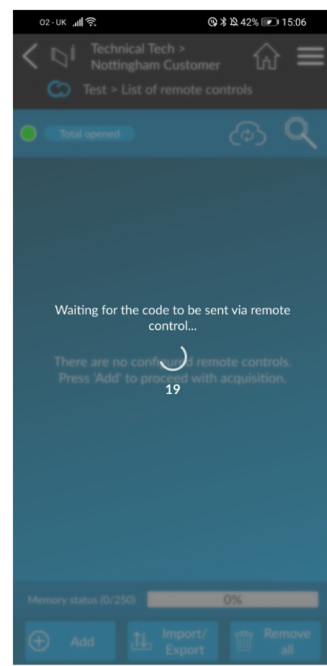 O2 - UK 42% 15:06
Technical Tech >
Nottingham Customer
Test > List of remote controls
Total opened
Waiting for the code to be sent via remote
control...
There are no configured remote controls.
Press 'Add' to proceed with acquisition.
19
Memory status (0/250) 0%
Add Import/ Remove
Export all